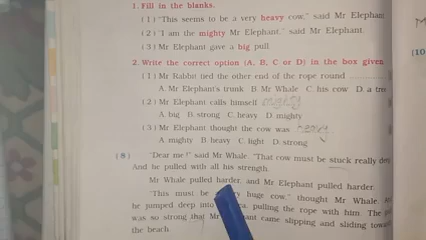 1. Fill in the blanks.
(1) "This seems to be a very heavy cow," said Mr Elephant
(2) "I am the mighty Mr Elephant," said Mr Elephant
(3) Mr Elephant gave a big pull
2. Write the correct option (A, B, C or D) in the box given
(1) Mr Rabbit tied the other end of the rope round
A. Mr Elephant's trunk B. Mr Whale C. his cow D. a tree
(2) Mr Elephant calls himself mighty
A. big B. strong C. heavy D. mighty
(3) Mr Elephant thought the cow was heavy
A. mighty B. heavy C. light D. strong
(8) "Dear me!" said Mr Whale. "That cow must be stuck really
And he pulled with all his strength.
Mr Whale pulled harder, and Mr Elephant pulled harder.
"This must be huge cow," thought Mr Whale.
he jumped deep into pulling the rope with him. The
was so strong that Mr came slipping and sliding
the beach
(10